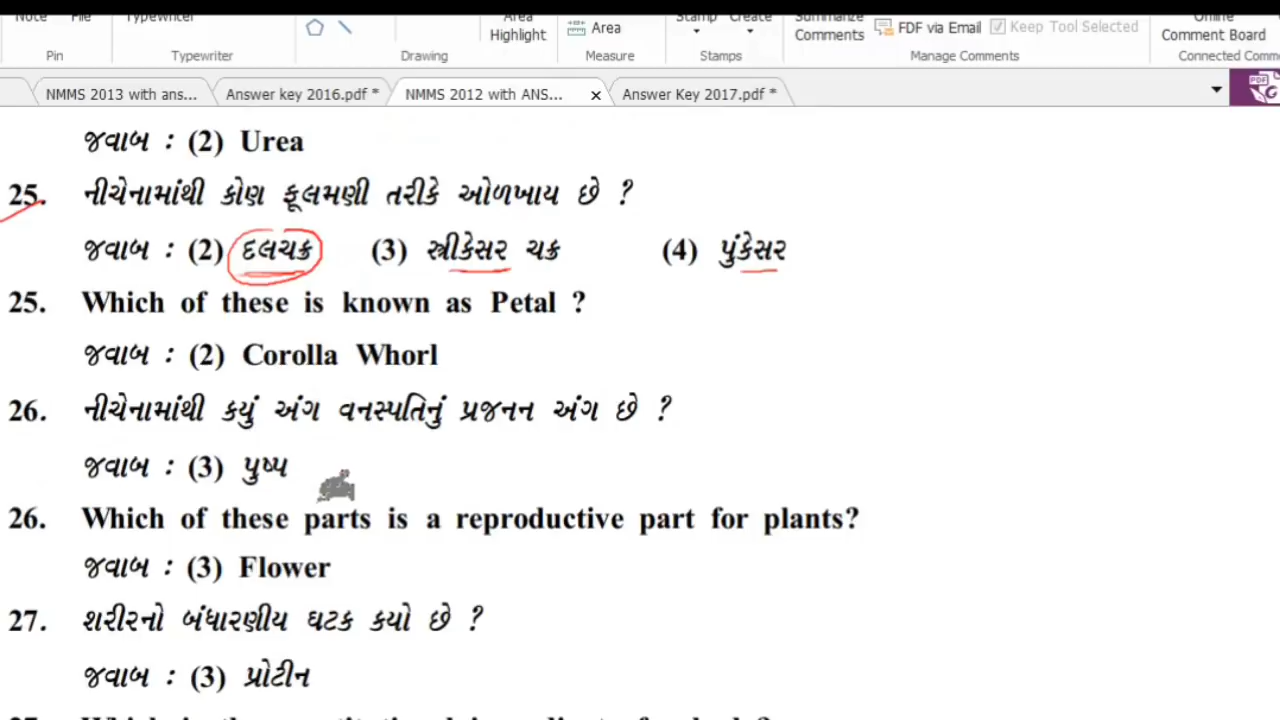 Note File Typewriter Area Stamp Create Summarize Online
Highlight Area Comments FDF via Email Keep Tool Selected Comment Board
Pin Typewriter Drawing Measure Stamps Manage Comments Connected Comm
NMMS 2013 with ans... Answer key 2016.pdf * NMMS 2012 with ANS... x Answer Key 2017.pdf * PDF
જવાબ : (2) Urea
25. નીચેનામાંથી કોણ ફૂલમણી તરીકે ઓળખાય છે ?
જવાબ : (2) દલચક્ર (3) સ્ત્રીકેસર ચક્ર (4) પુંકેસર
25. Which of these is known as Petal ?
જવાબ : (2) Corolla Whorl
26. નીચેનામાંથી કયું અંગ વનસ્પતિનું પ્રજનન અંગ છે ?
જવાબ : (3) પુષ્પ
26. Which of these parts is a reproductive part for plants?
જવાબ : (3) Flower
27. શરીરનો બંધારણીય ઘટક કયો છે ?
જવાબ : (3) પ્રોટીન